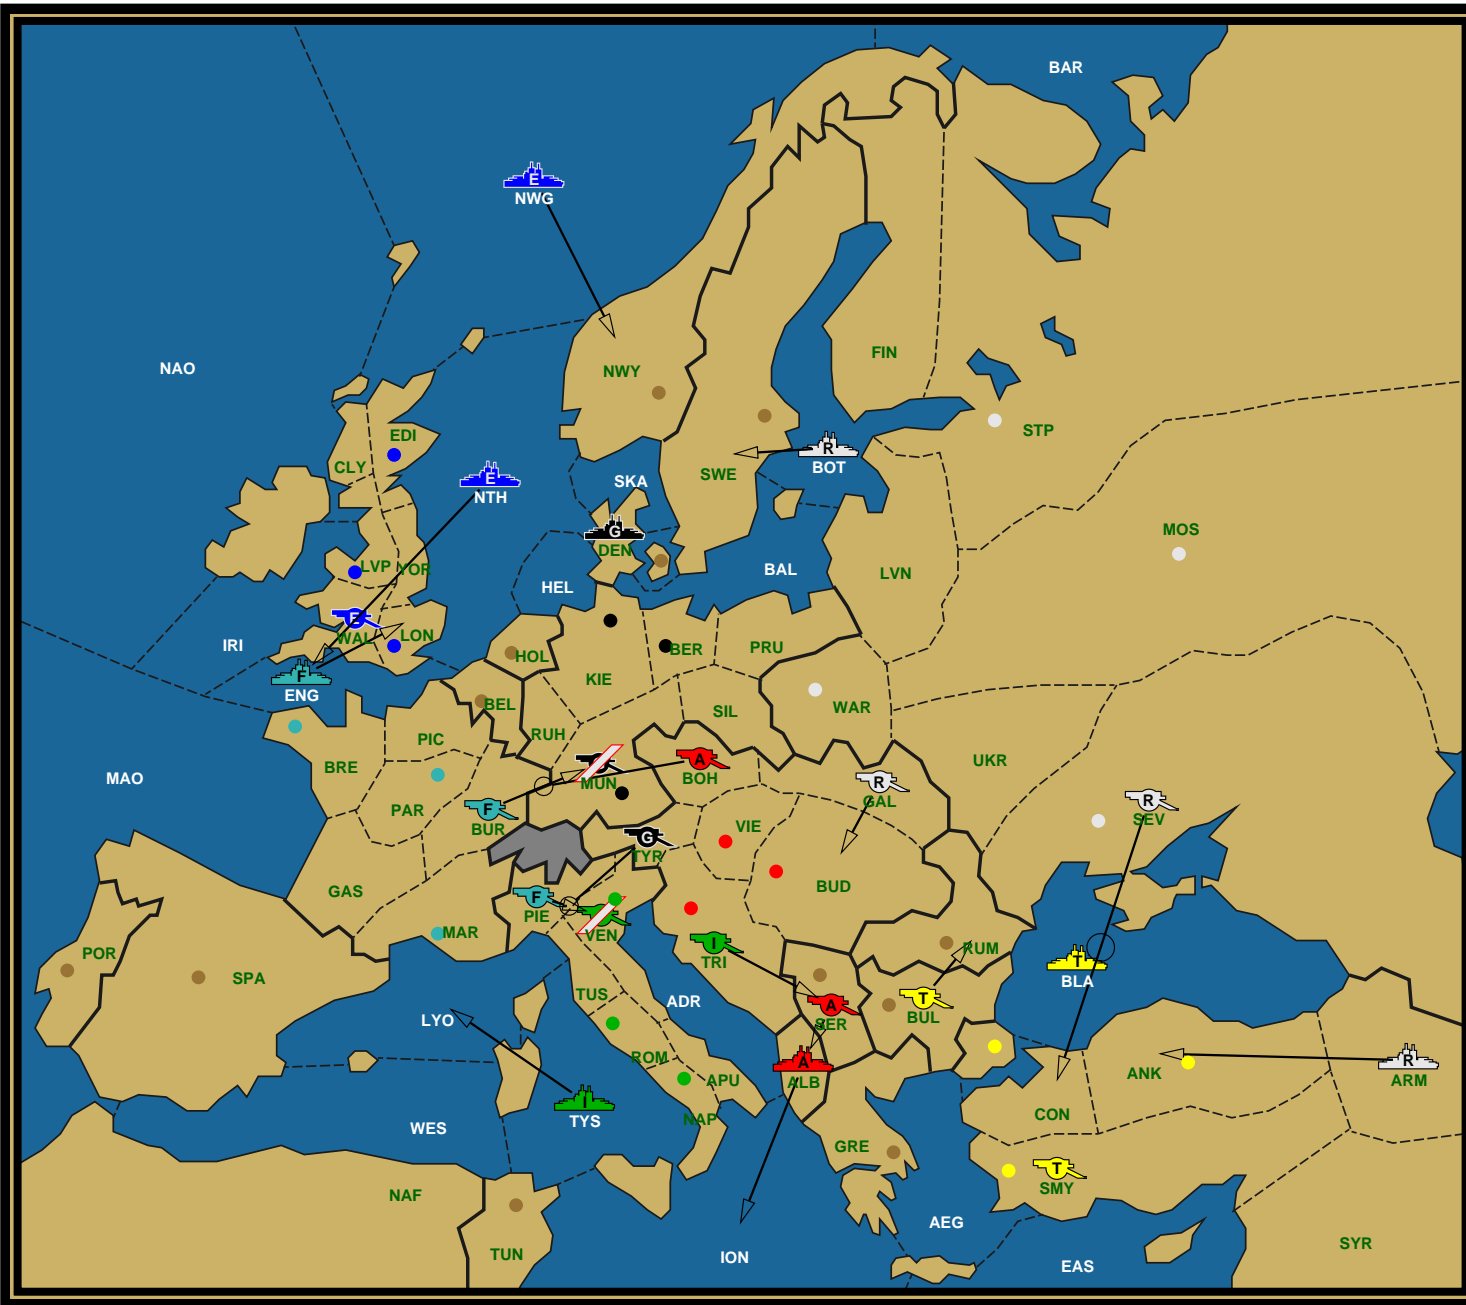 BAR
E
NWG
NAO
NWY
FIN
EDI
CLY
STP
R
BOT
SWE
SKA
E
NTH
G
DEN
MOS
HEL
BAL
LVN
LVP YOR
E
WAL
LON
IRI
HOL
BER
PRU
KIE
F
ENG
BEL
SIL
WAR
RUH
PIC
BRE
UKR
A
BOH
MUN
MAO
R
GAL
R
SEV
F
BUR
PAR
VIE
G
TYR
BUD
GAS
F
PIE
VEN
MAR
I
TRI
RUM
POR
SPA
T
BLA
TUS
ADR
A
SER
T
BUL
LYO
ROM
A
ALB
APU
ANK
R
ARM
I
TYS
NAP
CON
WES
GRE
T
SMY
NAF
AEG
TUN
ION
EAS
SYR